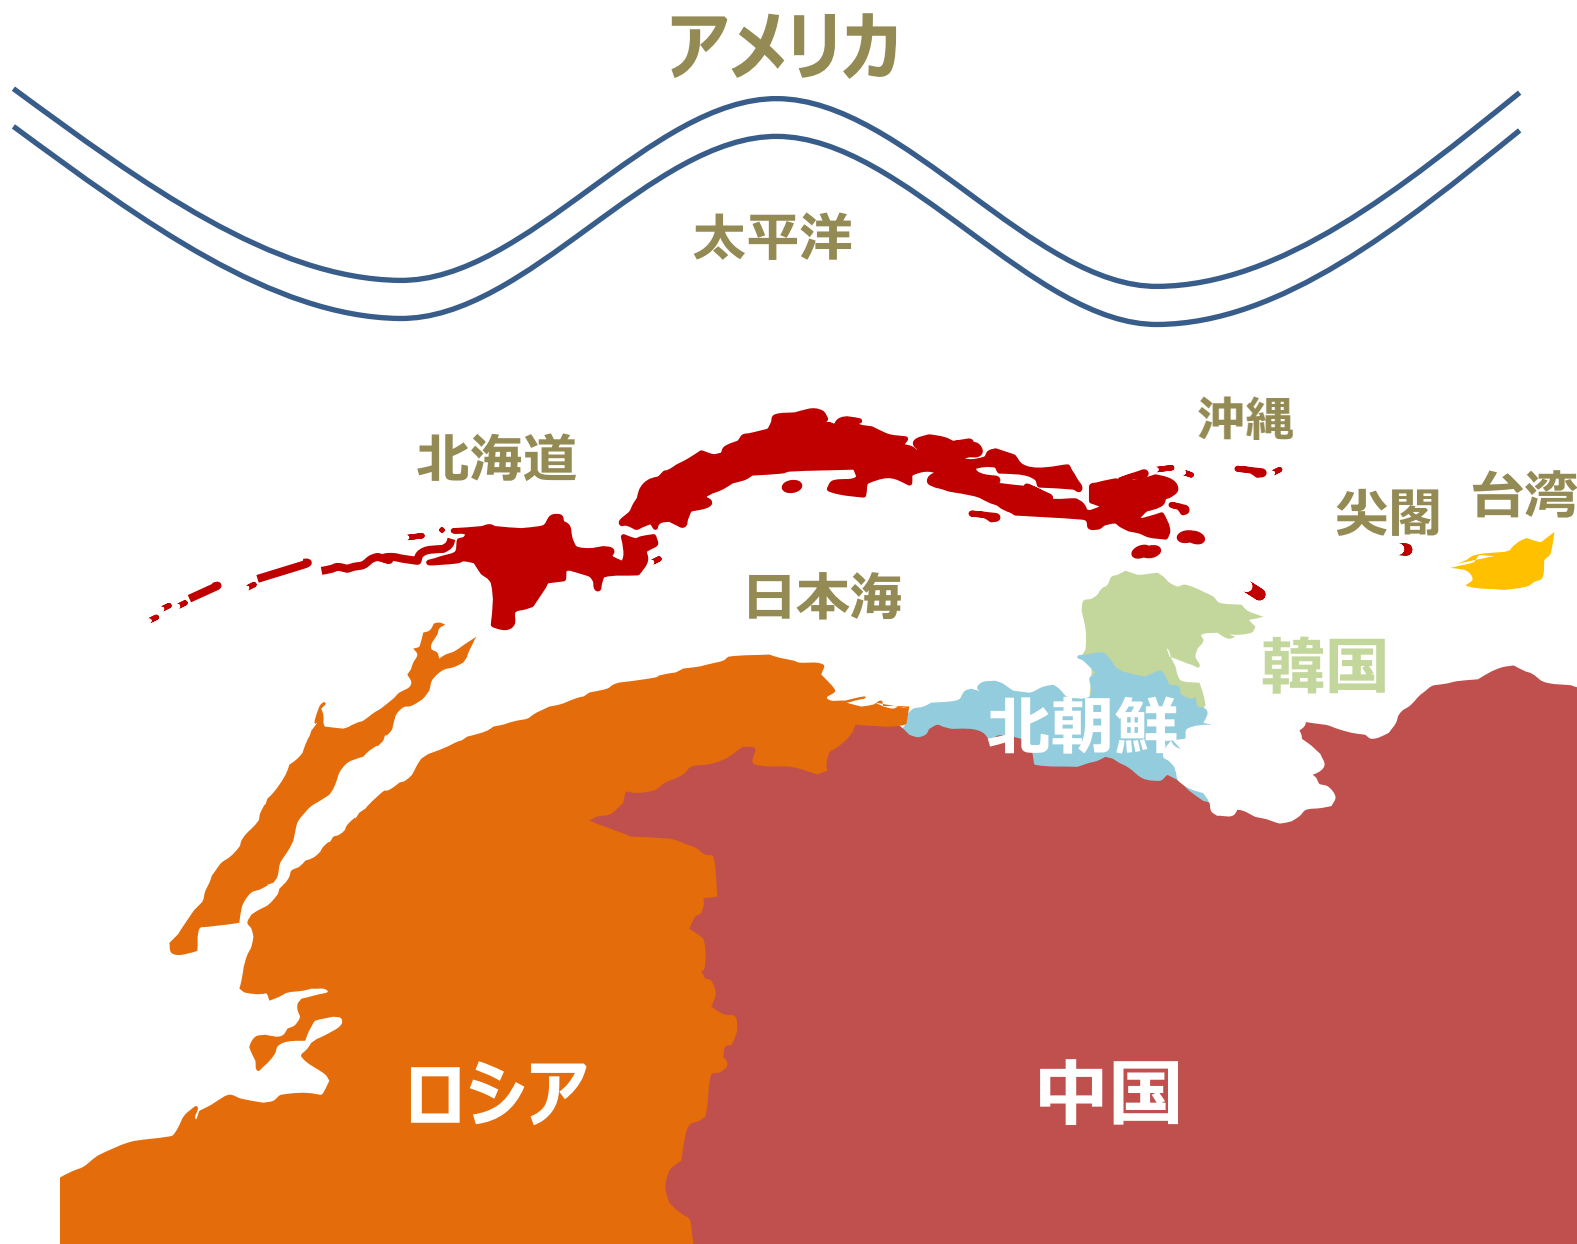 アメリカ
太平洋
沖縄
北海道
台湾
尖閣
日本海
韓国
北朝鮮
ロシア
中国